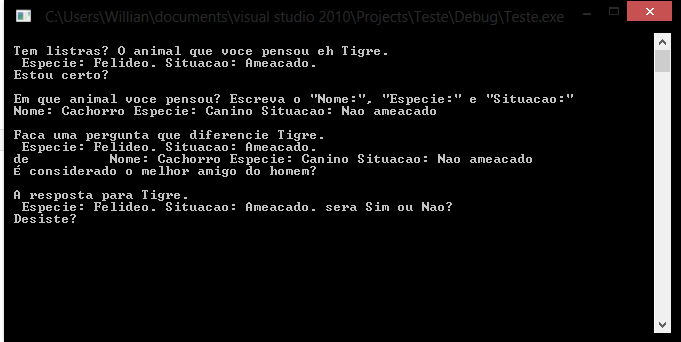 C:\Users\Willian\documents\visual studio 2010\Projects\Teste\Debug\Teste.exe
Tem listras? O animal que voce pensou eh Tigre.
Especie: Felideo. Situacao: Ameacado.
Estou certo?
Em que animal voce pensou? Escreva o "Nome:", "Especie:" e "Situacao:"
Nome: Cachorro Especie: Canino Situacao: Nao ameacado
Faca uma pergunta que diferencie Tigre.
Especie: Felideo. Situacao: Ameacado.
de Nome: Cachorro Especie: Canino Situacao: Nao ameacado
É considerado o melhor amigo do homem?
A resposta para Tigre.
Especie: Felideo. Situacao: Ameacado. sera Sim ou Nao?
Desiste?